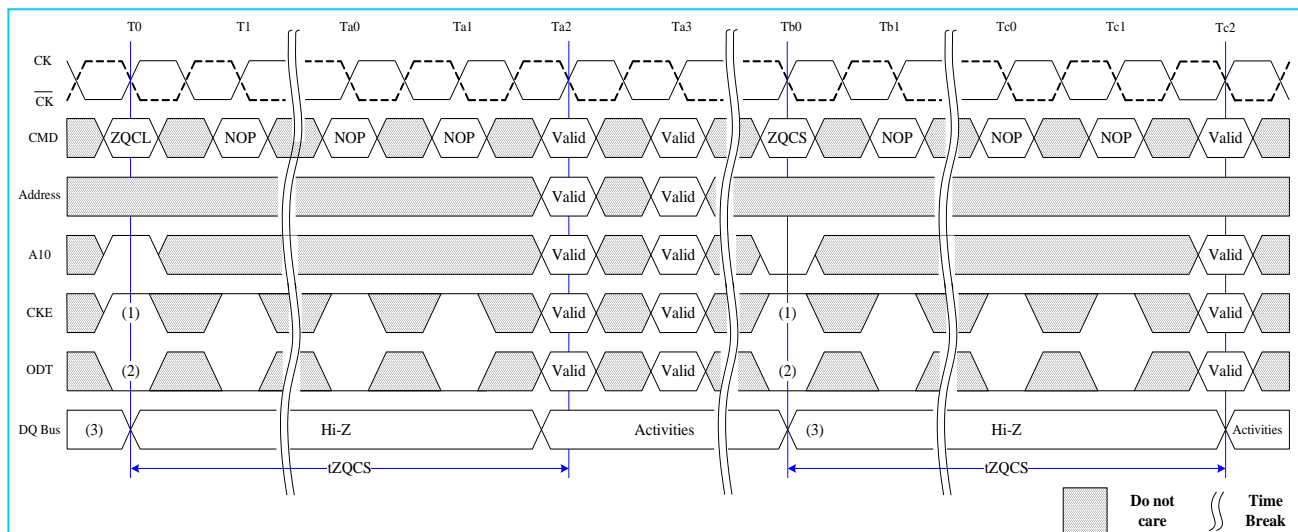 T0 T1 Ta0 Ta1 Ta2 Ta3 Tb0 Tb1 Tc0 Tc1 Tc2
CK
CK
CMD ZQCL NOP NOP NOP Valid Valid ZQCS NOP NOP NOP Valid
Address Valid Valid
A10 Valid Valid Valid
CKE (1) Valid Valid (1) Valid
ODT (2) Valid Valid (2) Valid
DQ Bus (3) Hi-Z Activities (3) Hi-Z Activities
tZQCS tZQCS
Do not care Time Break